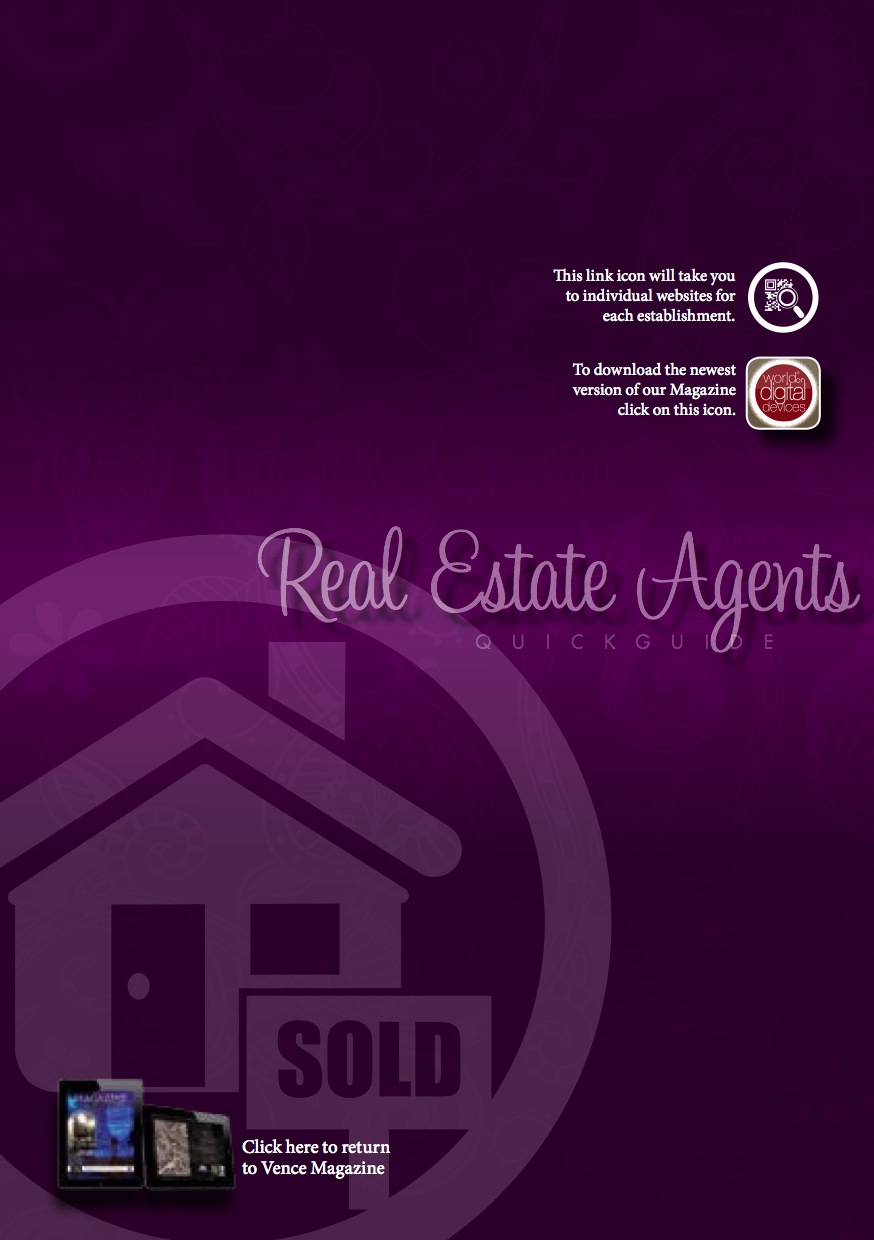 This link icon will take you
to individual websites for
each establishment.
To download the newest
version of our Magazine
click on this icon.
world on
digital
devices
Real Estate Agents
QUICKGUIDE
SOLD
MAGAZINE
Click here to return
to Vence Magazine